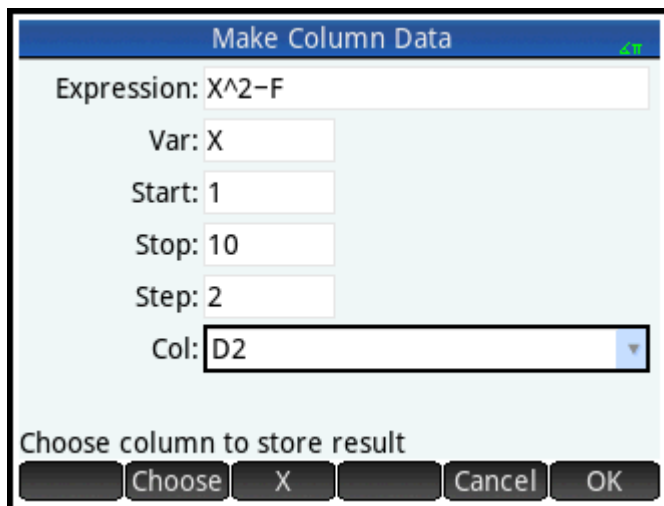 Make Column Data
∡π
Expression: X^2−F
Var: X
Start: 1
Stop: 10
Step: 2
Col: D2
Choose column to store result
Choose X Cancel OK